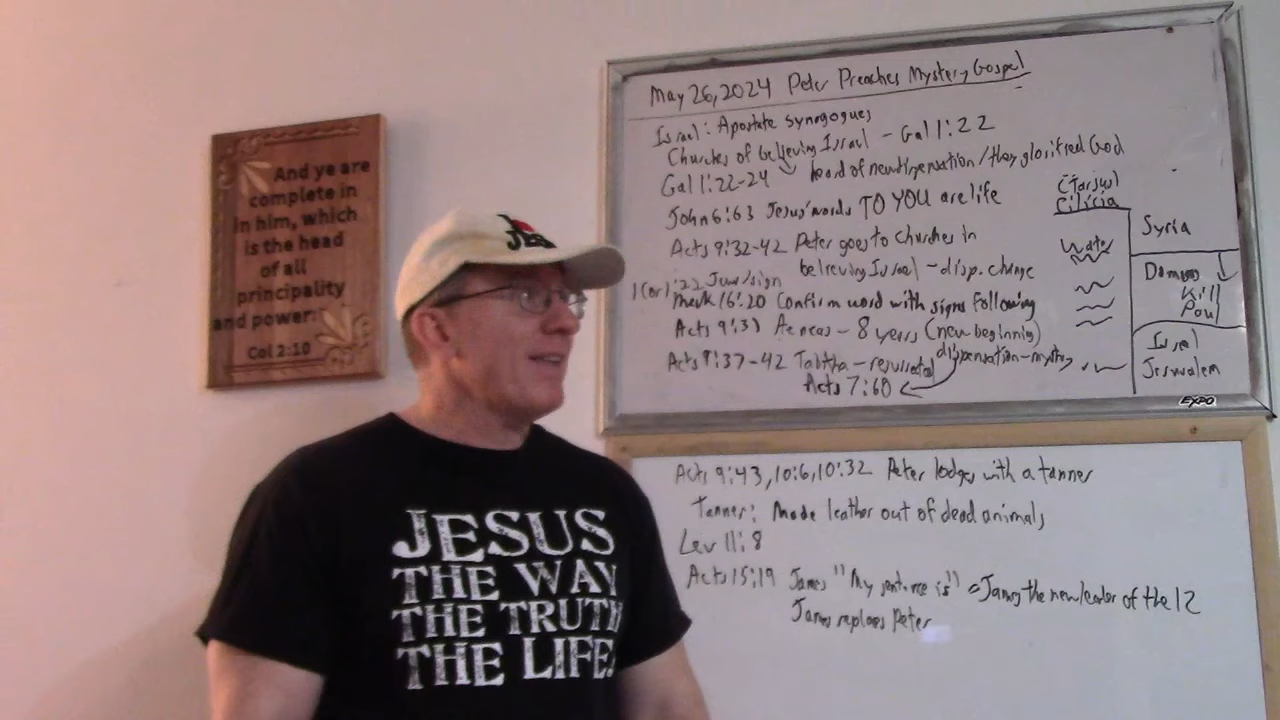 And ye are
complete in
in him, which
is the head
of all
principality
and power:
Col 2:10
JESUS
THE WAY
THE TRUTH
THE LIFE!
May 26, 2024 Peter Preaches Mystery Gospel
Israel: Apostate synagogues
Churches of believing Israel - Gal 1:22
Gal 1:22-24 heard of new dispensation/they glorified God
John 6:63 Jesus' words TO YOU are life
Acts 9:32-42 Peter goes to churches in
believing Israel - disp. change
1 Cor 1:22 Jews/sign
Mark 16:20 Confirm word with signs following
Acts 9:33 Aeneas - 8 years (new beginning)
Acts 9:37-42 Tabitha - resurrected dispensation-mystery
Acts 7:60
(Tarsus)
Cilicia
Water
Syria
Damascus
Kill
Paul
Israel
Jerusalem
EXPO
Acts 9:43, 10:6, 10:32 Peter lodges with a tanner
Tanner: Made leather out of dead animals
Lev 11:8
Acts 15:19 James "My sentence is" = James the new leader of the 12
James replaces Peter